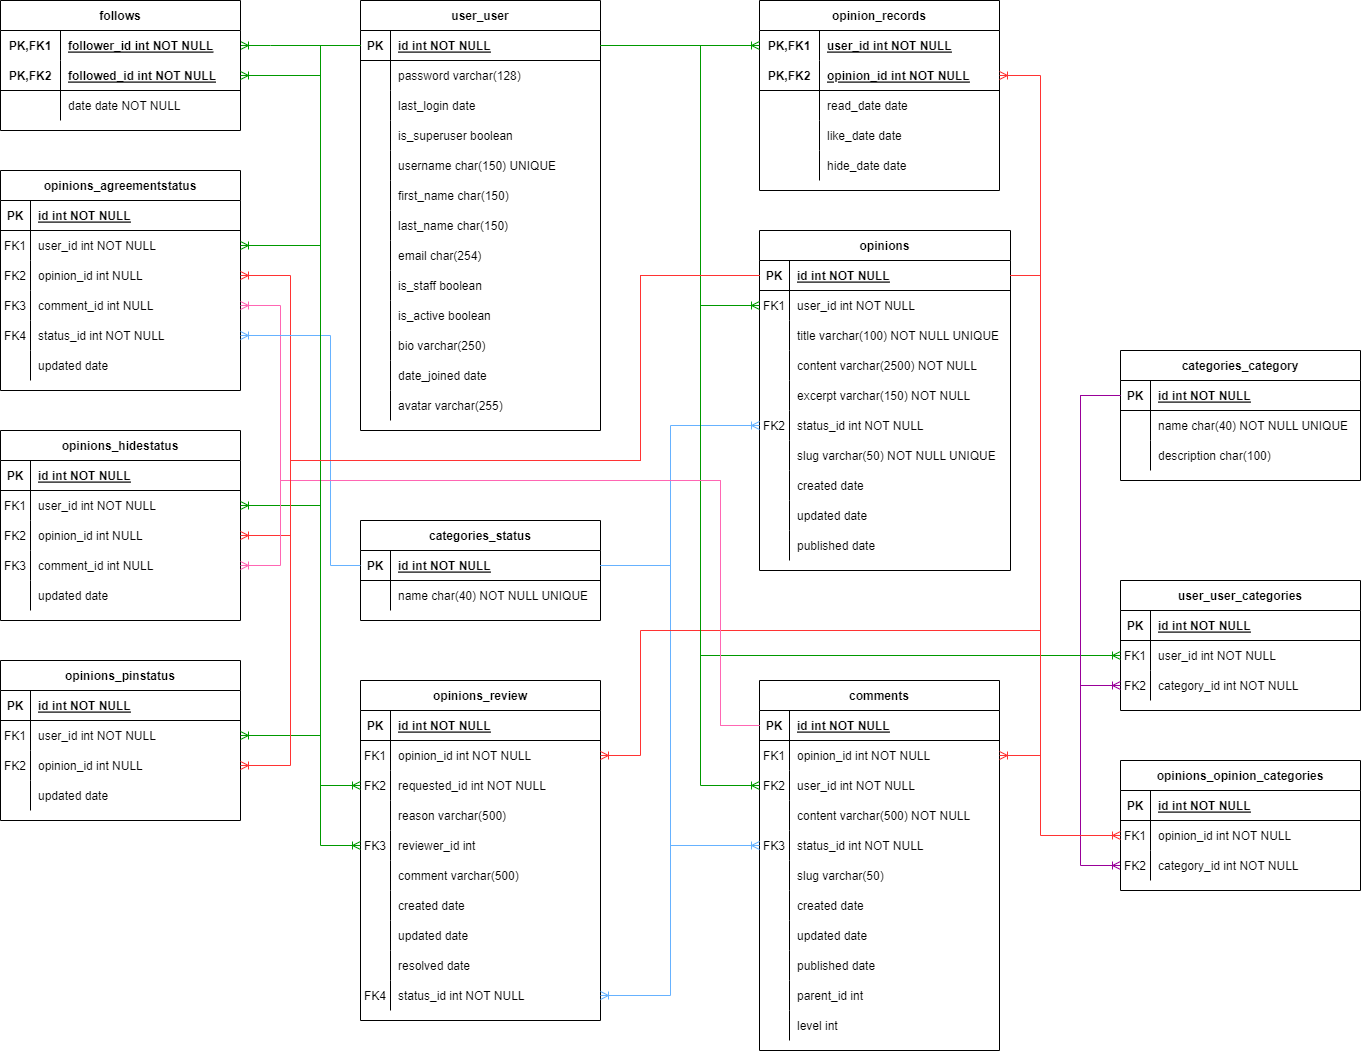 follows
PK,FK1 follower_id int NOT NULL
PK,FK2 followed_id int NOT NULL
date date NOT NULL
opinions_agreementstatus
PK id int NOT NULL
FK1 user_id int NOT NULL
FK2 opinion_id int NULL
FK3 comment_id int NULL
FK4 status_id int NOT NULL
updated date
opinions_hidestatus
PK id int NOT NULL
FK1 user_id int NOT NULL
FK2 opinion_id int NULL
FK3 comment_id int NULL
updated date
opinions_pinstatus
PK id int NOT NULL
FK1 user_id int NOT NULL
FK2 opinion_id int NULL
updated date
user_user
PK id int NOT NULL
password varchar(128)
last_login date
is_superuser boolean
username char(150) UNIQUE
first_name char(150)
last_name char(150)
email char(254)
is_staff boolean
is_active boolean
bio varchar(250)
date_joined date
avatar varchar(255)
categories_status
PK id int NOT NULL
name char(40) NOT NULL UNIQUE
opinions_review
PK id int NOT NULL
FK1 opinion_id int NOT NULL
FK2 requested_id int NOT NULL
reason varchar(500)
FK3 reviewer_id int
comment varchar(500)
created date
updated date
resolved date
FK4 status_id int NOT NULL
opinion_records
PK,FK1 user_id int NOT NULL
PK,FK2 opinion_id int NOT NULL
read_date date
like_date date
hide_date date
opinions
PK id int NOT NULL
FK1 user_id int NOT NULL
title varchar(100) NOT NULL UNIQUE
content varchar(2500) NOT NULL
excerpt varchar(150) NOT NULL
FK2 status_id int NOT NULL
slug varchar(50) NOT NULL UNIQUE
created date
updated date
published date
comments
PK id int NOT NULL
FK1 opinion_id int NOT NULL
FK2 user_id int NOT NULL
content varchar(500) NOT NULL
FK3 status_id int NOT NULL
slug varchar(50)
created date
updated date
published date
parent_id int
level int
categories_category
PK id int NOT NULL
name char(40) NOT NULL UNIQUE
description char(100)
user_user_categories
PK id int NOT NULL
FK1 user_id int NOT NULL
FK2 category_id int NOT NULL
opinions_opinion_categories
PK id int NOT NULL
FK1 opinion_id int NOT NULL
FK2 category_id int NOT NULL